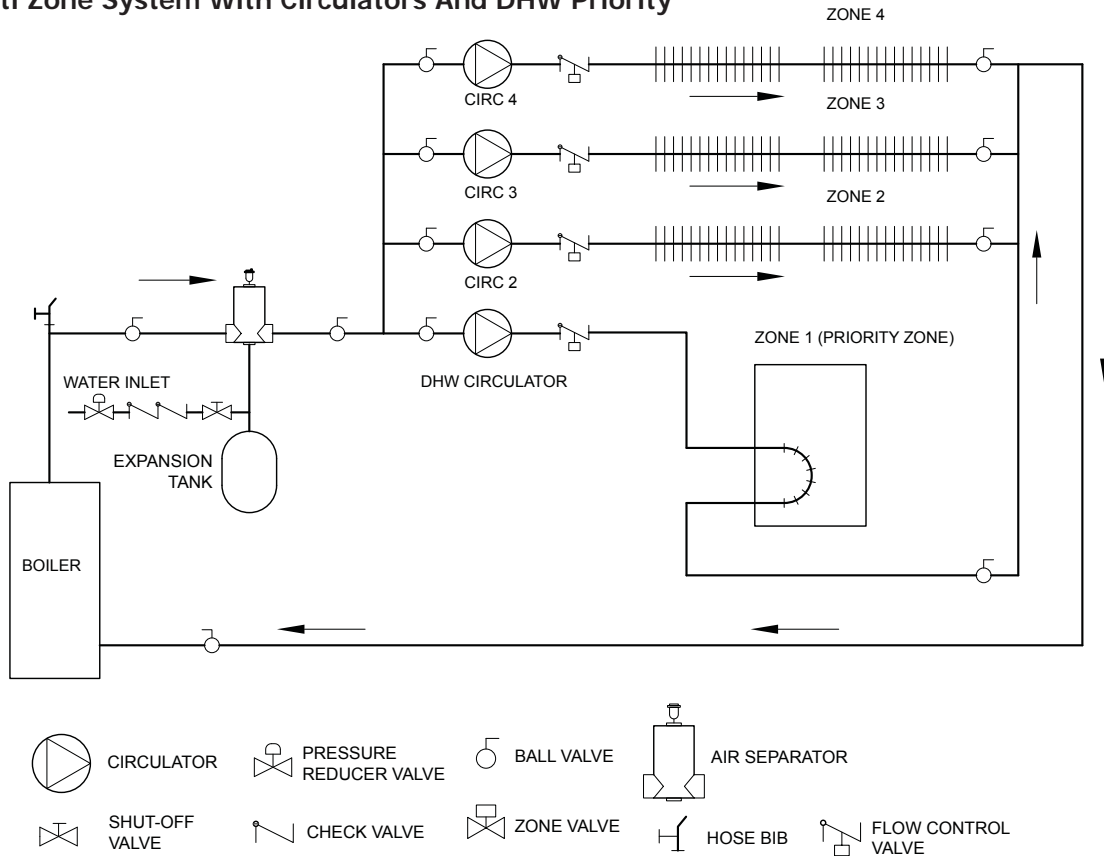 Zone System With Circulators And DHW Priority
ZONE 4
CIRC 4
ZONE 3
CIRC 3
ZONE 2
CIRC 2
ZONE 1 (PRIORITY ZONE)
DHW CIRCULATOR
WATER INLET
EXPANSION
TANK
BOILER
CIRCULATOR
PRESSURE
REDUCER VALVE
BALL VALVE
AIR SEPARATOR
SHUT-OFF
VALVE
CHECK VALVE
ZONE VALVE
HOSE BIB
FLOW CONTROL
VALVE